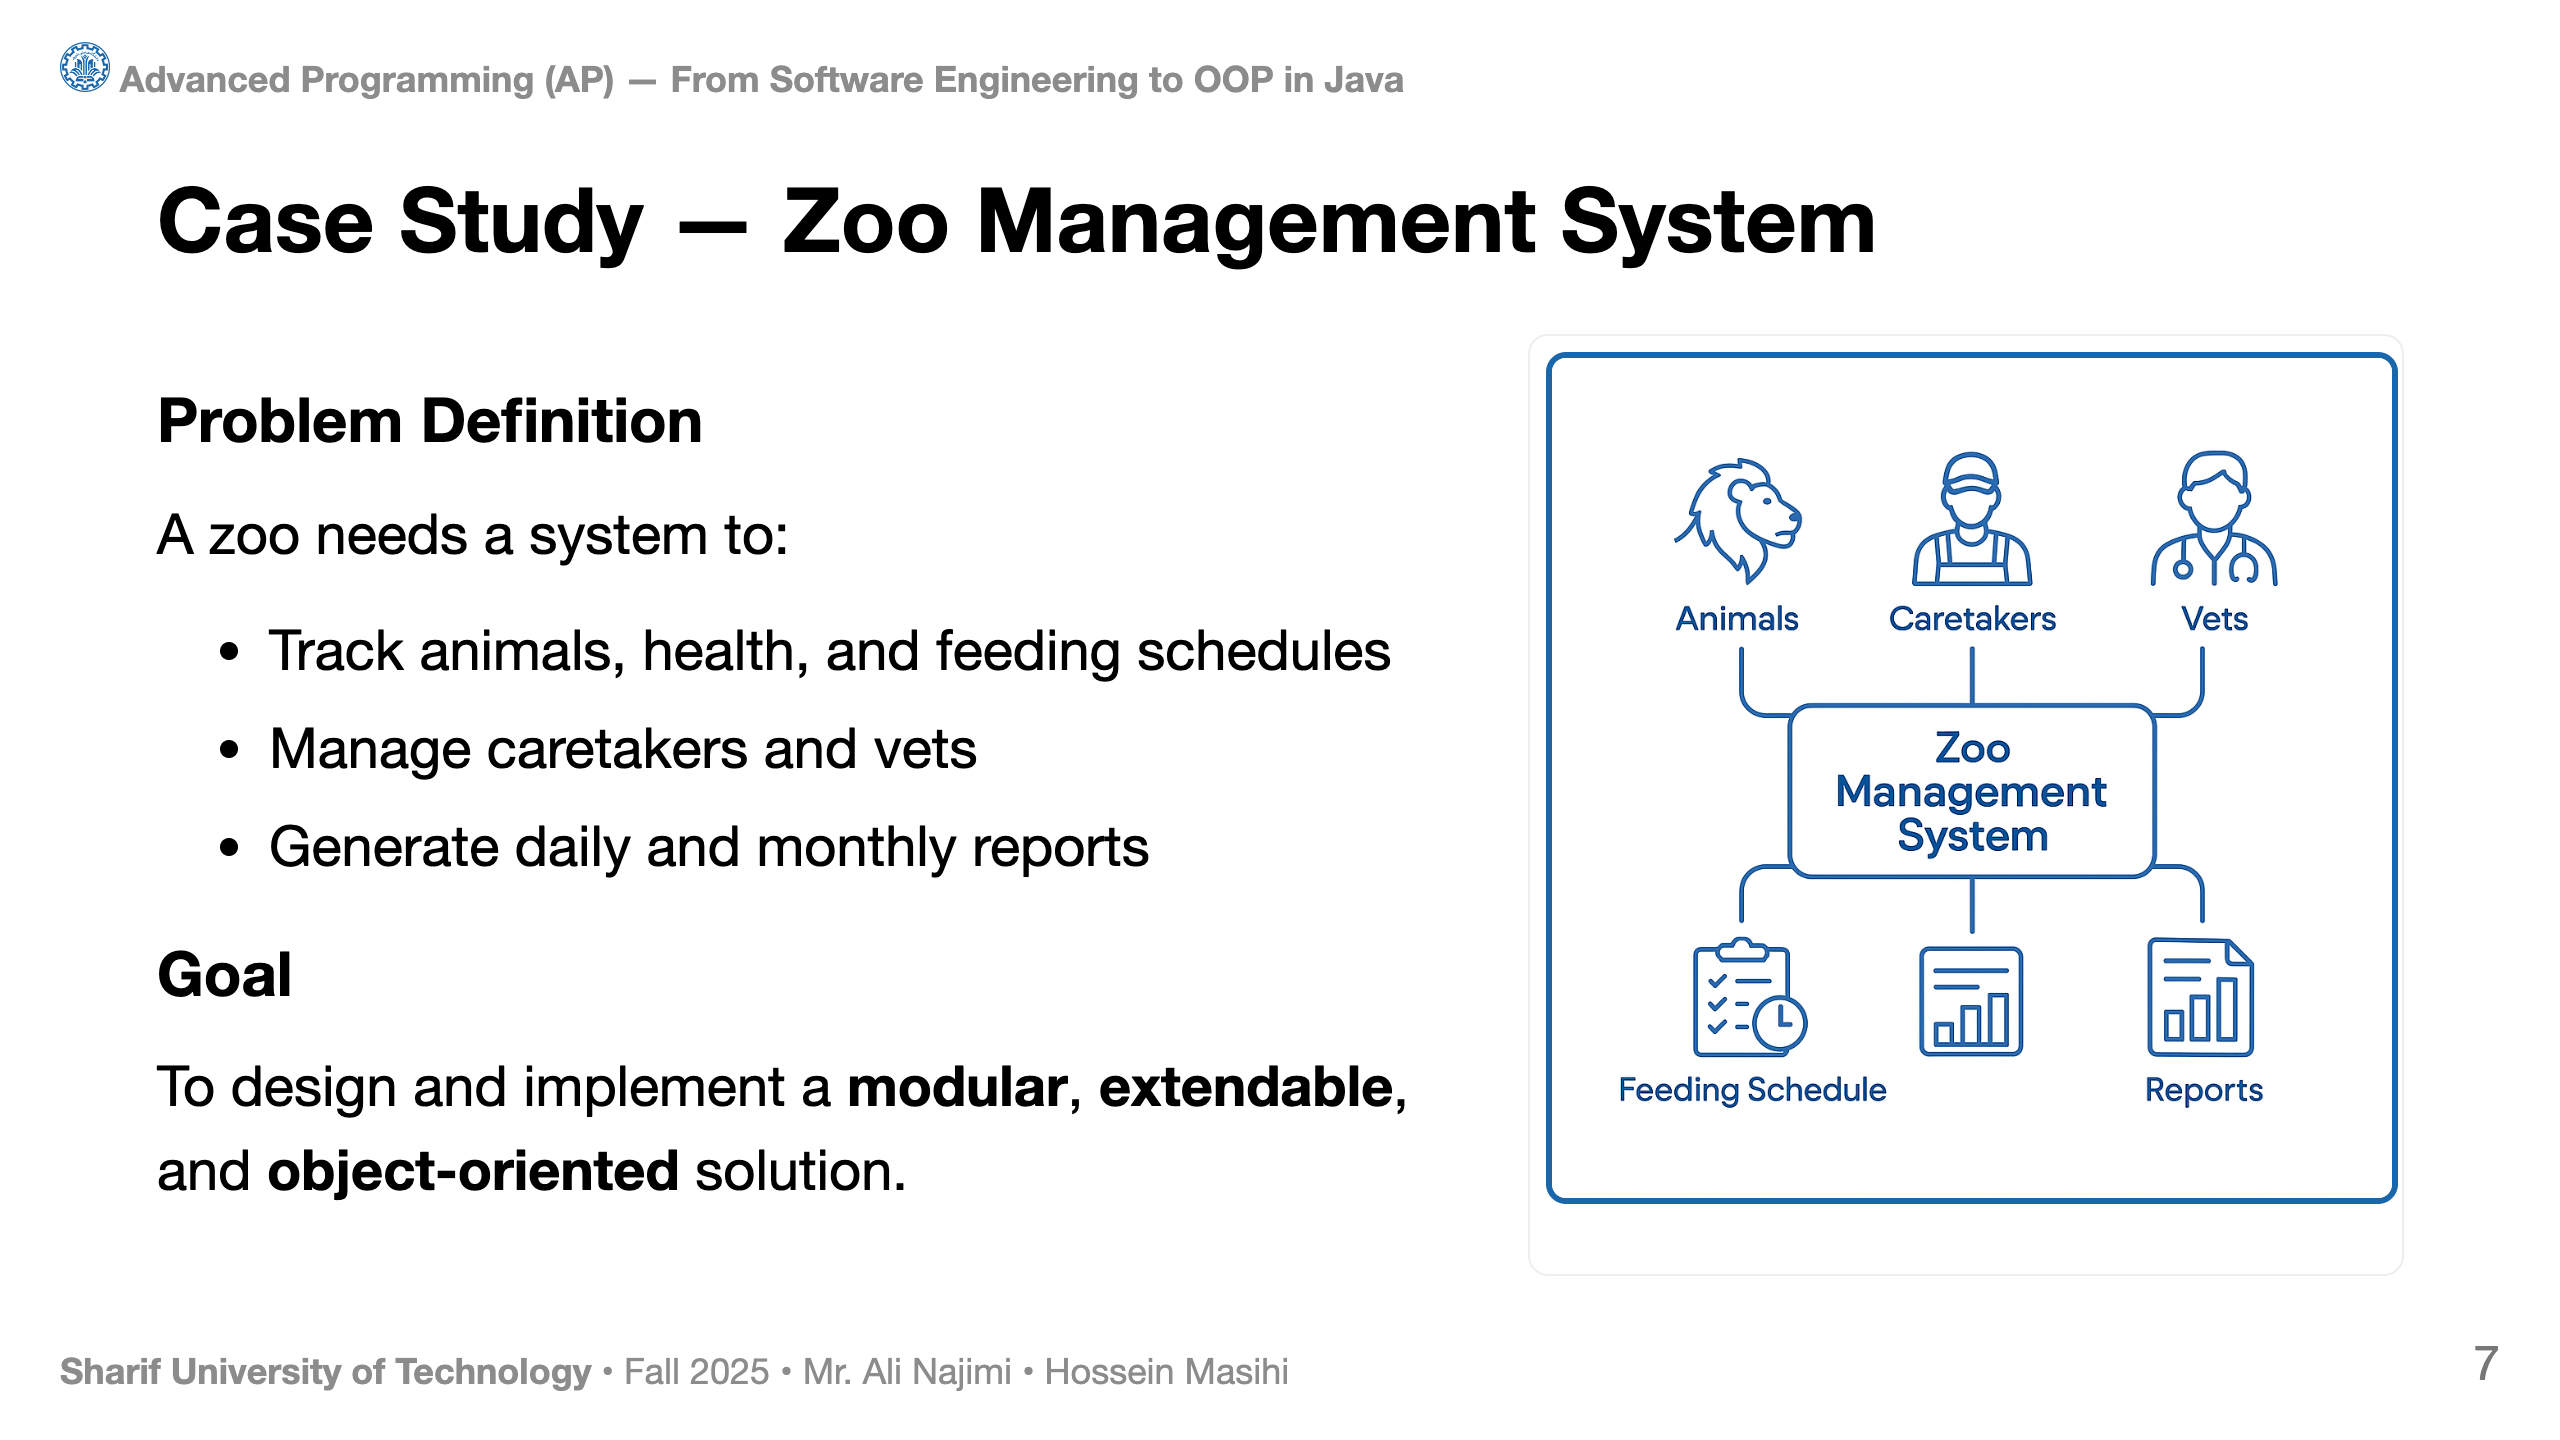 Advanced Programming (AP) — From Software Engineering to OOP in Java
Case Study — Zoo Management System
Problem Definition
A zoo needs a system to:
• Track animals, health, and feeding schedules
• Manage caretakers and vets
• Generate daily and monthly reports
Goal
To design and implement a modular, extendable,
and object-oriented solution.
Animals
Caretakers
Vets
Zoo
Management
System
Feeding Schedule
Reports
Sharif University of Technology • Fall 2025 • Mr. Ali Najimi • Hossein Masihi
7